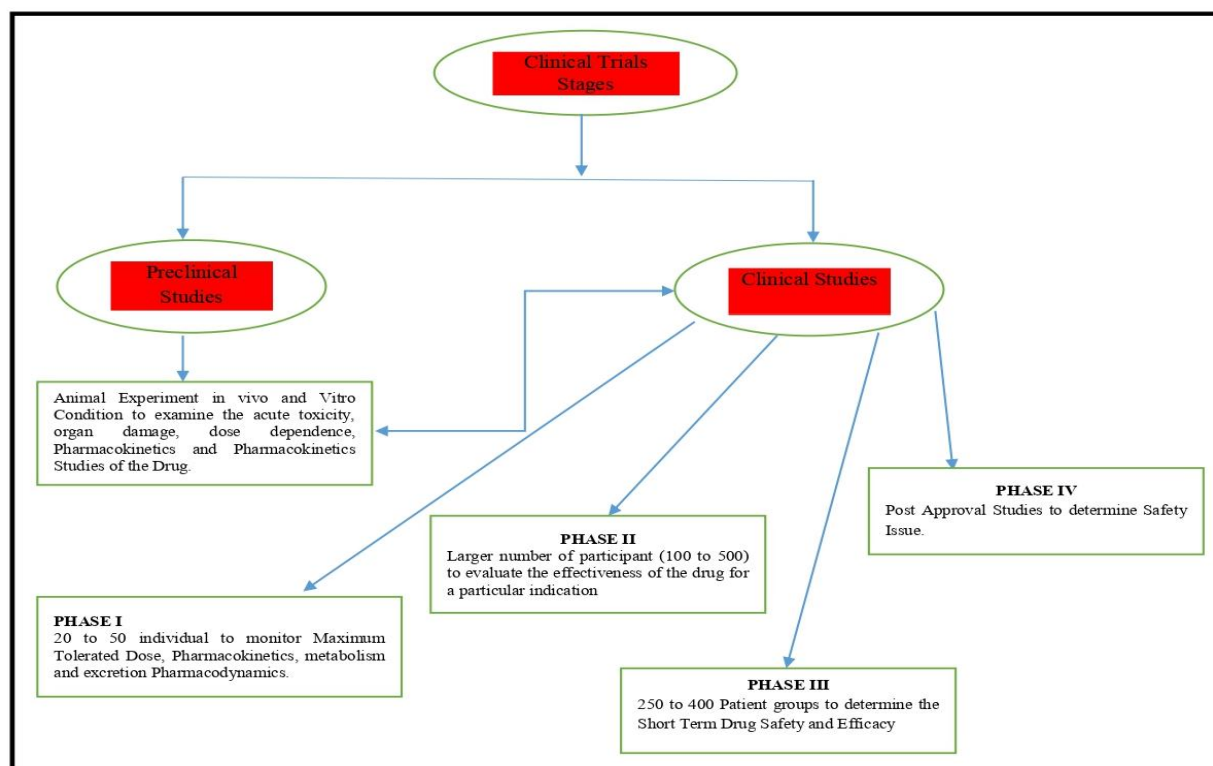 Clinical Trials
Stages
Preclinical
Studies
Clinical Studies
Animal Experiment in vivo and Vitro
Condition to examine the acute toxicity,
organ damage, dose dependence,
Pharmacokinetics and Pharmacokinetics
Studies of the Drug.
PHASE I
20 to 50 individual to monitor Maximum
Tolerated Dose, Pharmacokinetics, metabolism
and excretion Pharmacodynamics.
PHASE II
Larger number of participant (100 to 500)
to evaluate the effectiveness of the drug for
a particular indication
PHASE III
250 to 400 Patient groups to determine the
Short Term Drug Safety and Efficacy
PHASE IV
Post Approval Studies to determine Safety
Issue.